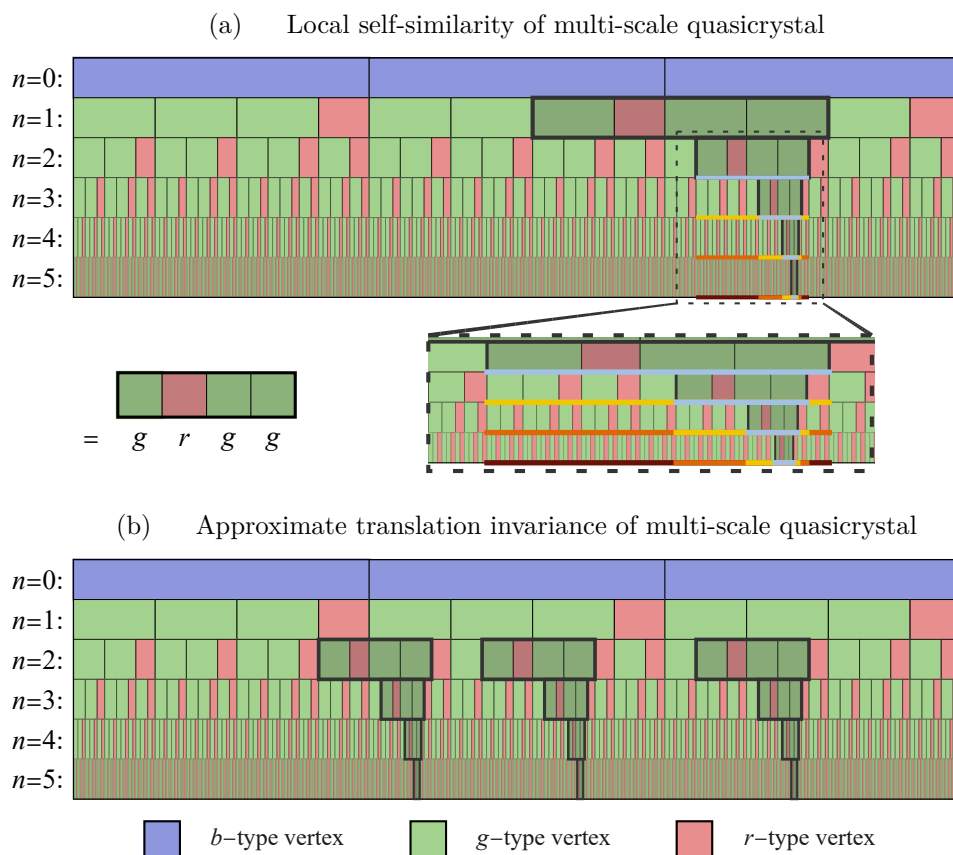 (a) Local self-similarity of multi-scale quasicrystal
n=0:
n=1:
n=2:
n=3:
n=4:
n=5:
= g r g g
(b) Approximate translation invariance of multi-scale quasicrystal
n=0:
n=1:
n=2:
n=3:
n=4:
n=5:
b−type vertex g−type vertex r−type vertex